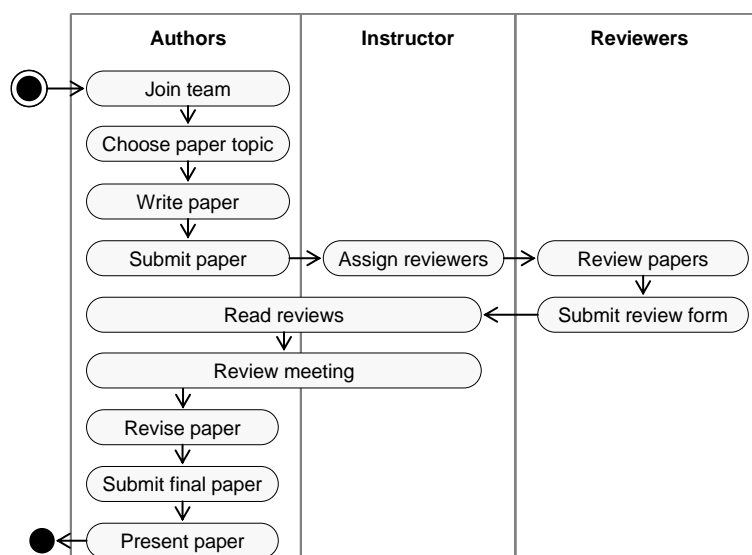 Authors
Instructor
Reviewers
Join team
Choose paper topic
Write paper
Submit paper
Assign reviewers
Review papers
Read reviews
Submit review form
Review meeting
Revise paper
Submit final paper
Present paper